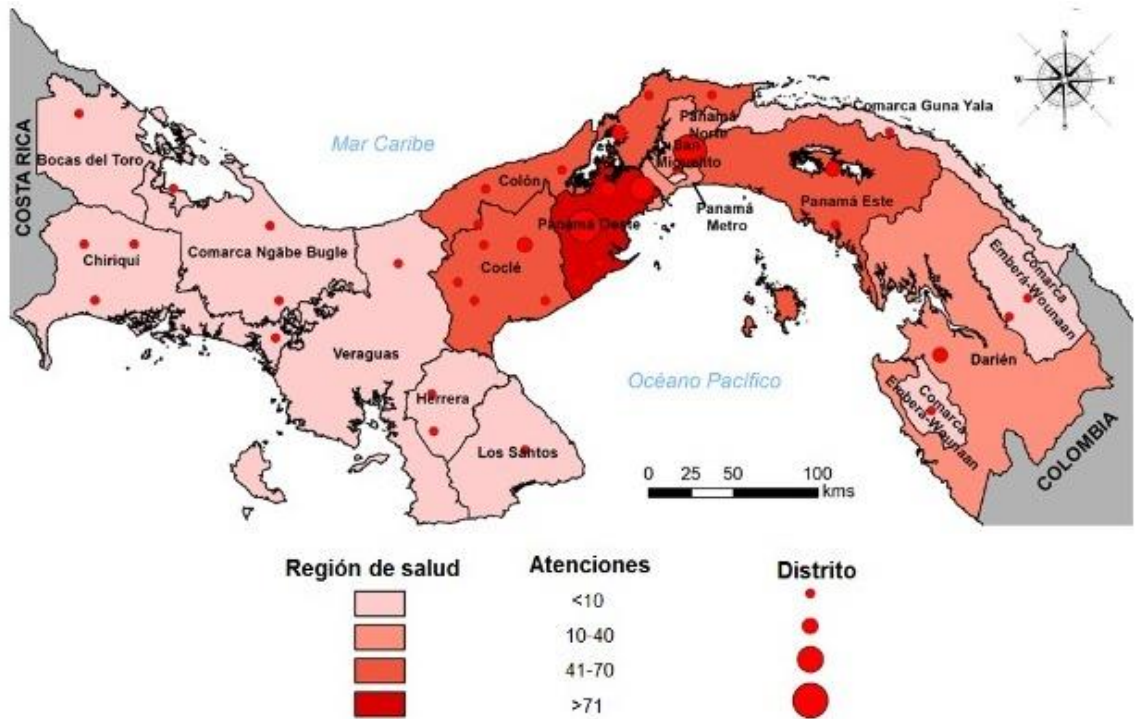 N
W
E
S
COSTA RICA
Bocas del Toro
Mar Caribe
Comarca Guna Yala
Panamá
Norte
San
Miguelito
Colón
Panamá Oeste
Panamá
Metro
Panamá Este
Chiriquí
Comarca Ngäbe Bugle
Coclé
Veraguas
Herrera
Los Santos
Océano Pacífico
Comarca
Emberá-Wounaan
Darién
Comarca
Emberá-Wounaan
COLOMBIA
0 25 50 100
kms
Región de salud Atenciones Distrito
<10
10-40
41-70
>71